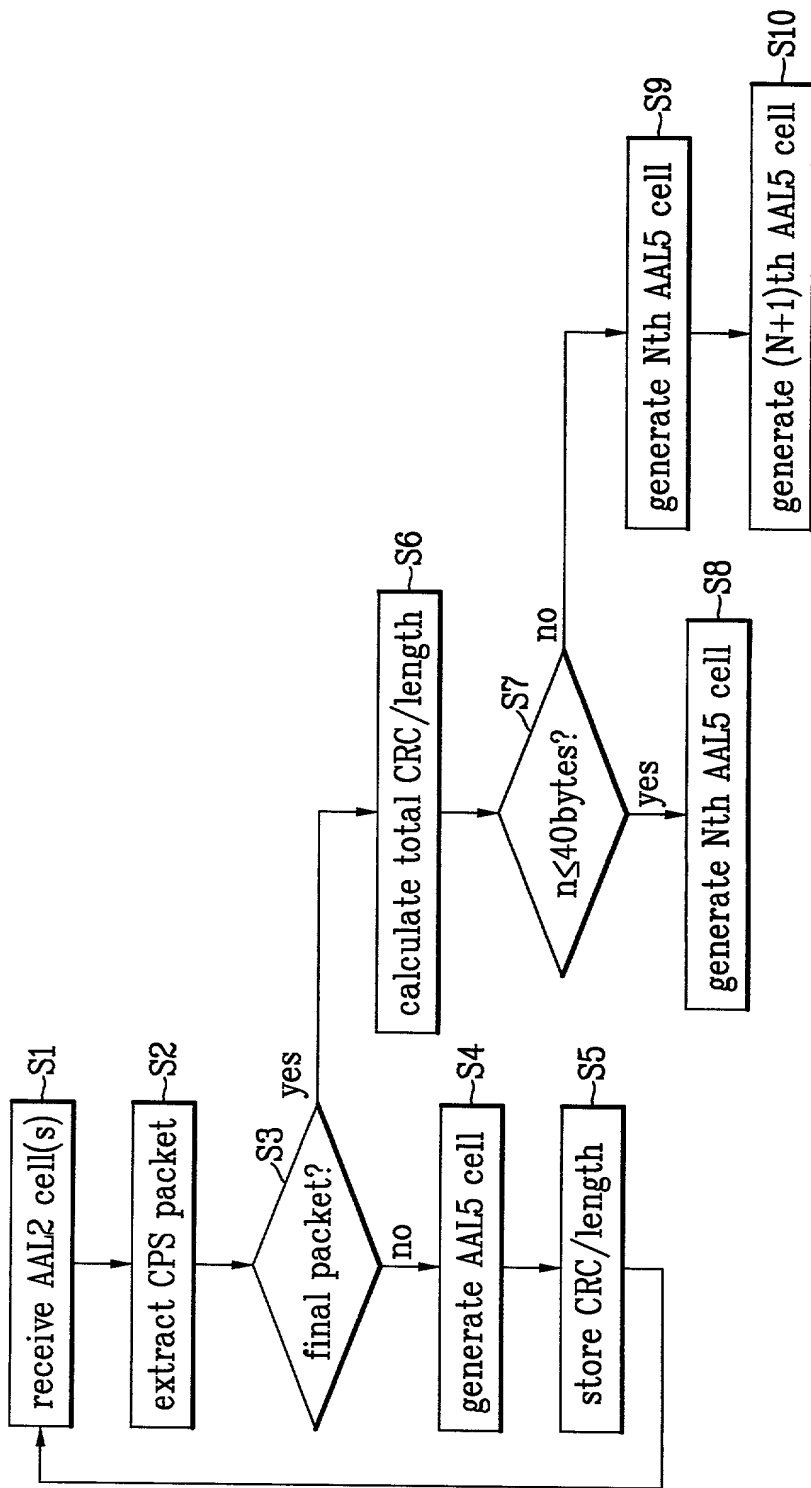 receive AAL2 cell(s)
S1
extract CPS packet
S2
final packet?
S3
yes
no
generate AAL5 cell
S4
store CRC/length
S5
calculate total CRC/length
S6
n≤40bytes?
S7
no
yes
generate Nth AAL5 cell
S8
generate Nth AAL5 cell
S9
generate (N+1)th AAL5 cell
S10